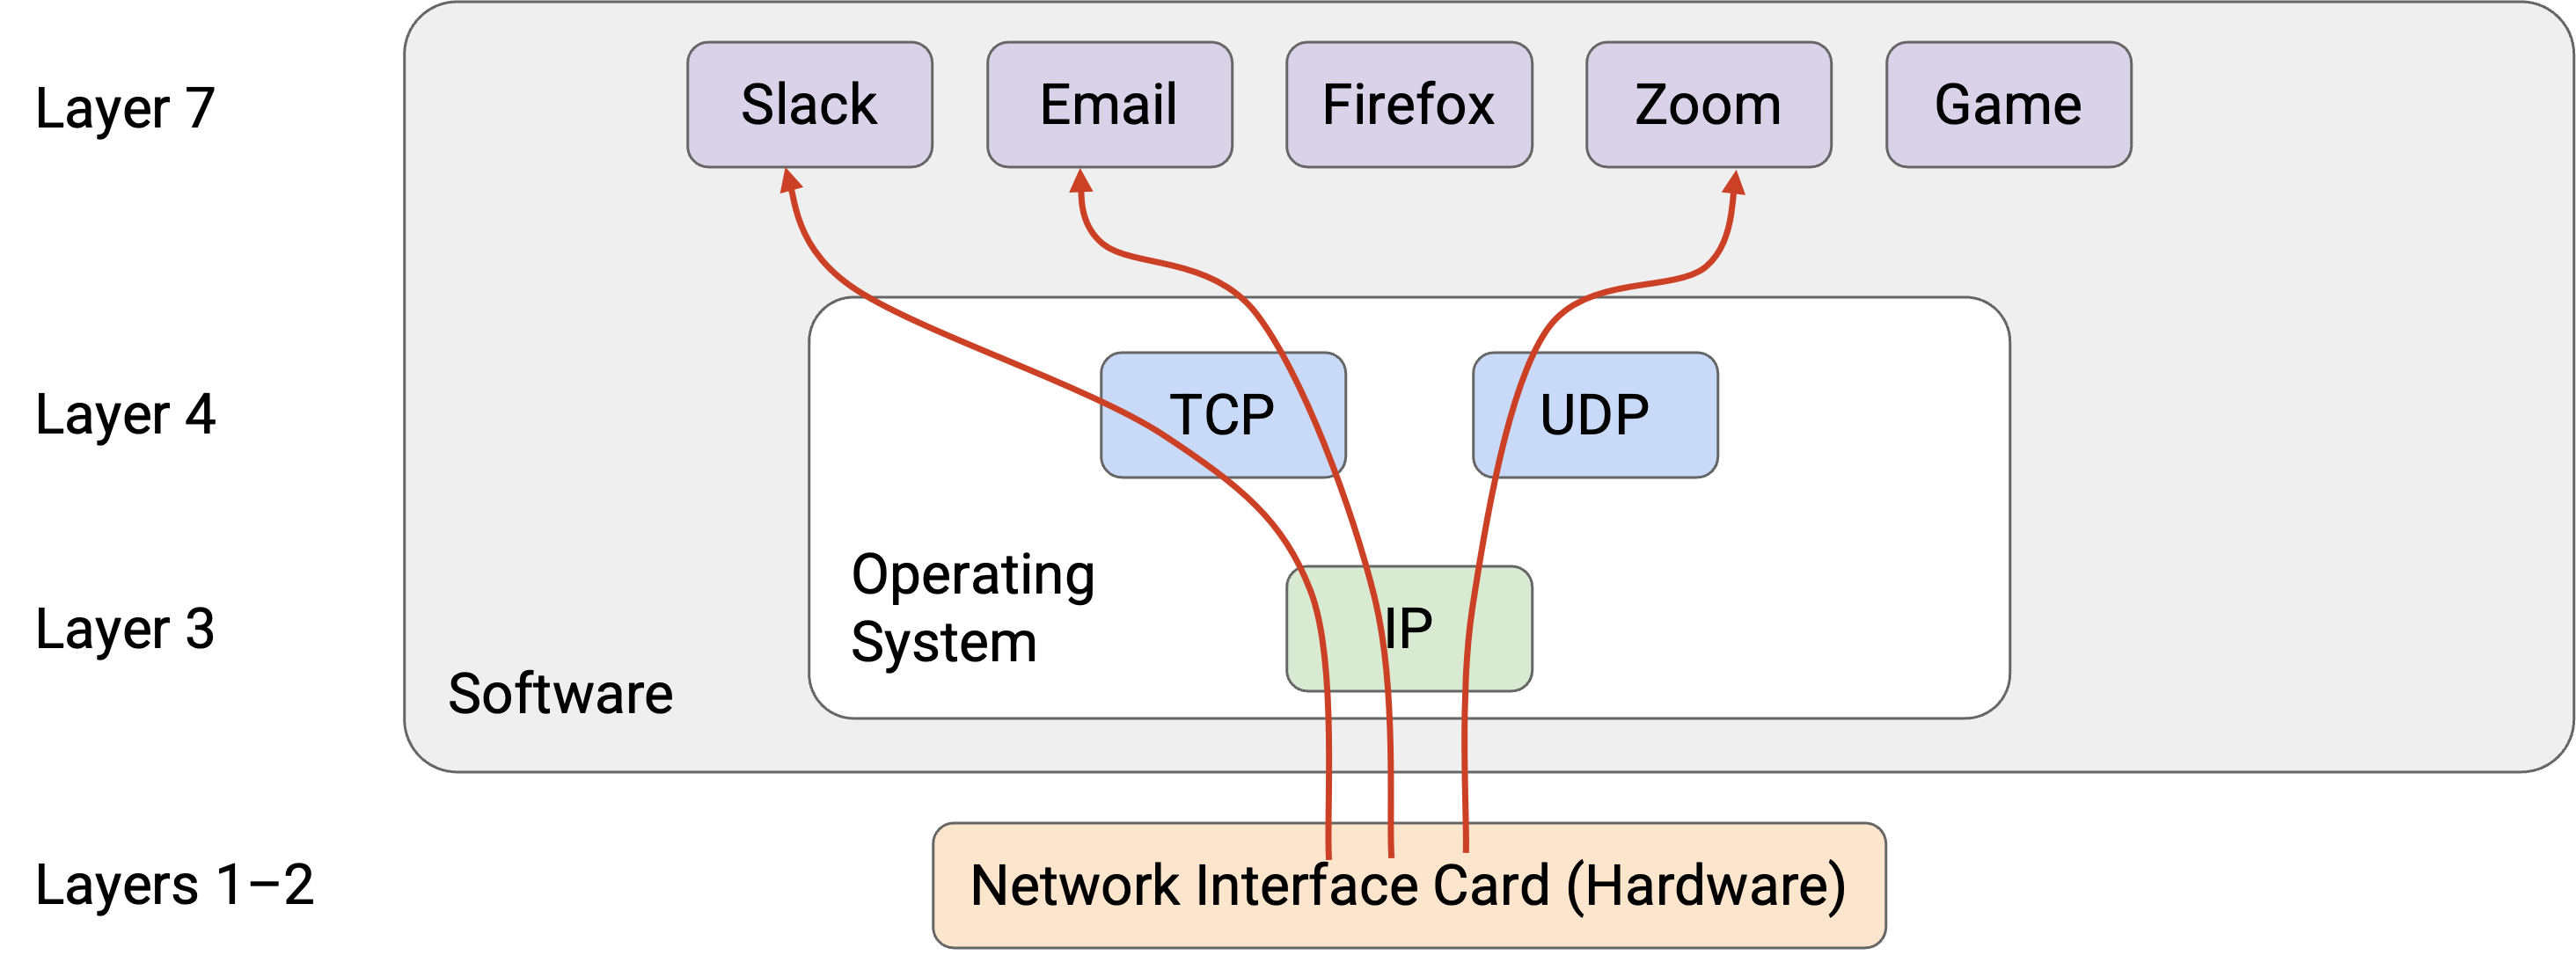 Layer 7
Slack
Email
Firefox
Zoom
Game
Layer 4
TCP
UDP
Operating
System
Layer 3
IP
Software
Layers 1–2
Network Interface Card (Hardware)